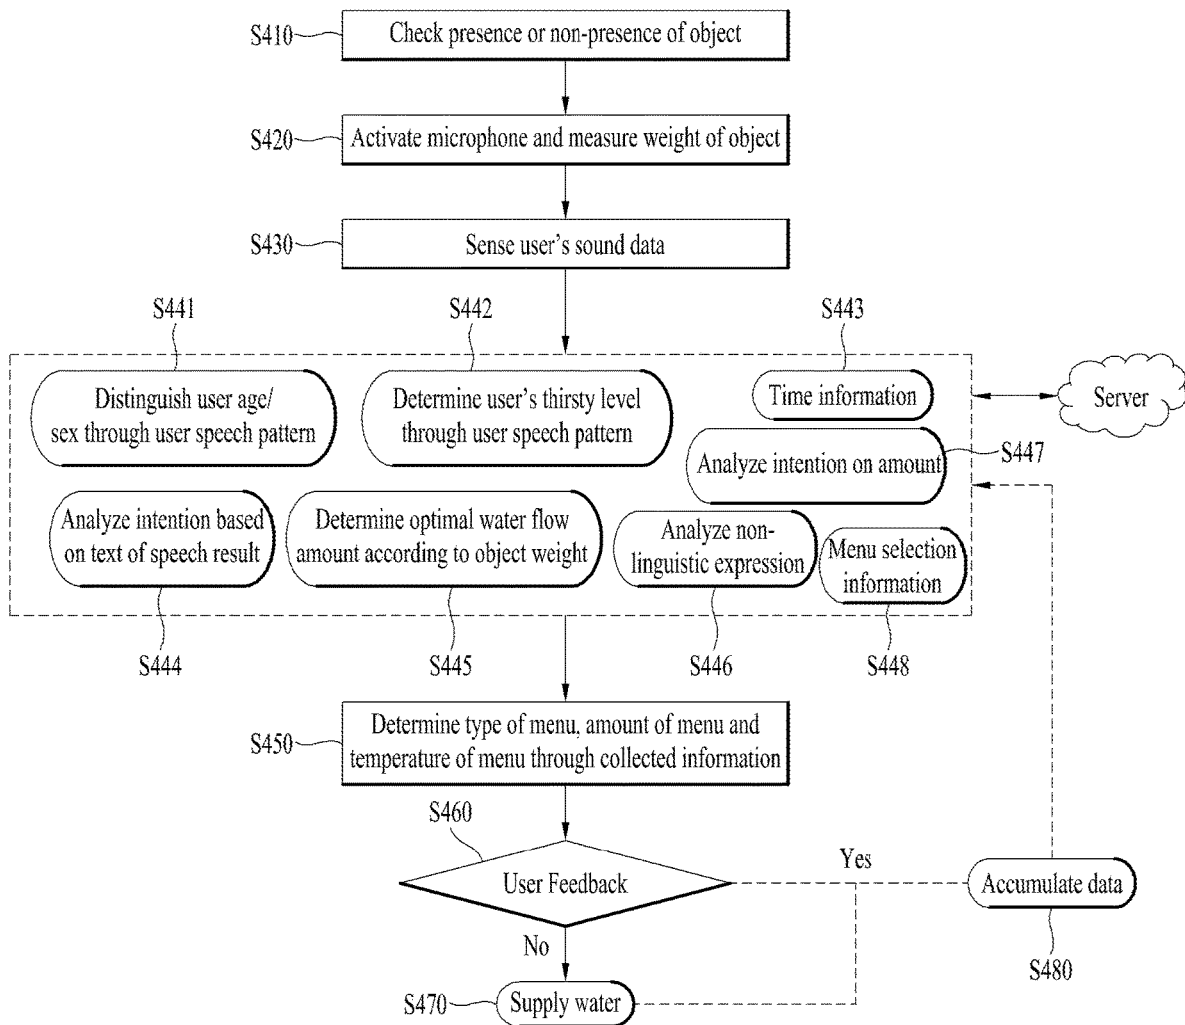 S410
Check presence or non-presence of object
S420
Activate microphone and measure weight of object
S430
Sense user's sound data
S441
S442
S443
Distinguish user age/
sex through user speech pattern
Determine user's thirsty level
through user speech pattern
Time information
Server
Analyze intention on amount
S447
Analyze intention based
on text of speech result
Determine optimal water flow
amount according to object weight
Analyze non-
linguistic expression
Menu selection
information
S444
S445
S446
S448
S450
Determine type of menu, amount of menu and
temperature of menu through collected information
S460
User Feedback
Yes
Accumulate data
S480
No
S470
Supply water